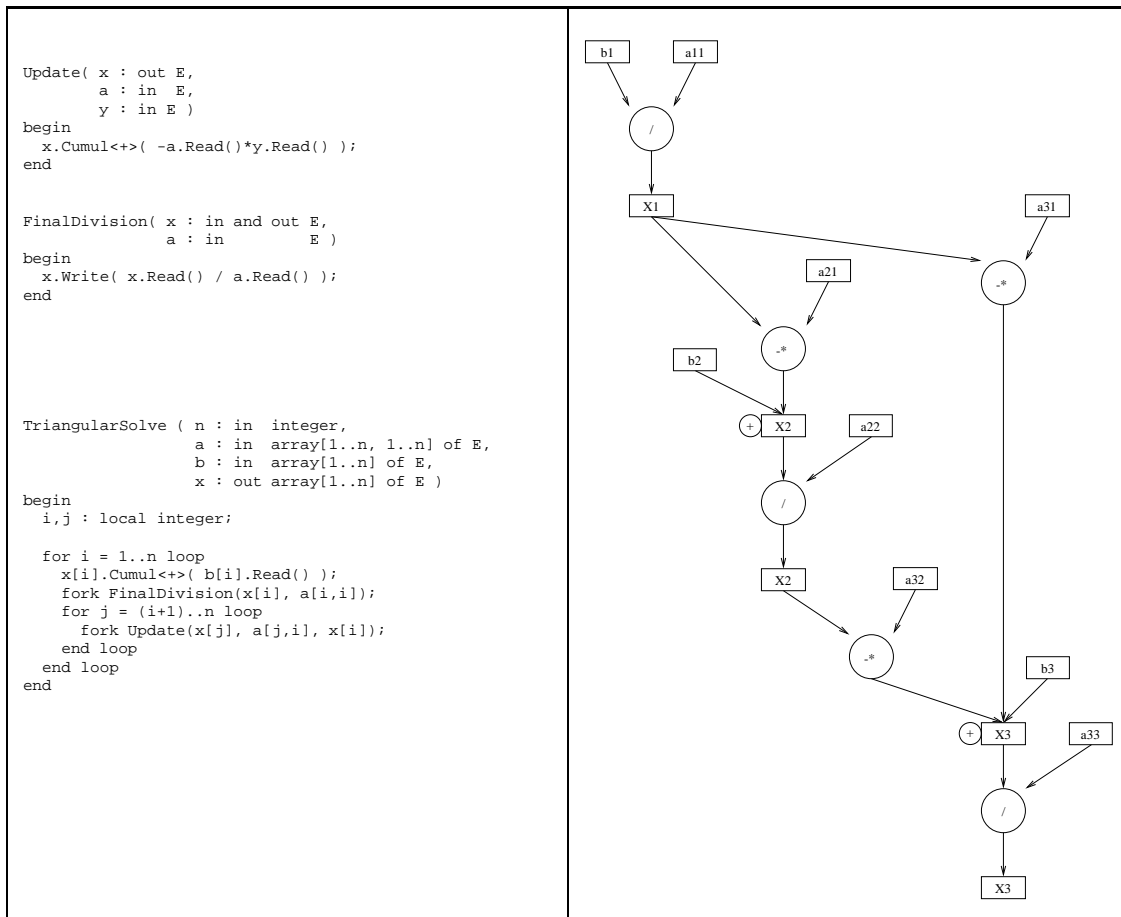 Update( x : out E,
        a : in  E,
        y : in E )
begin
  x.Cumul<+>( -a.Read()*y.Read() );
end
FinalDivision( x : in and out E,
               a : in         E )
begin
  x.Write( x.Read() / a.Read() );
end
TriangularSolve ( n : in  integer,
                  a : in  array[1..n, 1..n] of E,
                  b : in  array[1..n] of E,
                  x : out array[1..n] of E )
begin
  i,j : local integer;
  for i = 1..n loop
    x[i].Cumul<+>( b[i].Read() );
    fork FinalDivision(x[i], a[i,i]);
    for j = (i+1)..n loop
      fork Update(x[j], a[j,i], x[i]);
    end loop
  end loop
end
b1 a11
/
X1 a31
-*
a21
-*
b2
+ X2 a22
/
X2 a32
-*
b3
+ X3 a33
/
X3